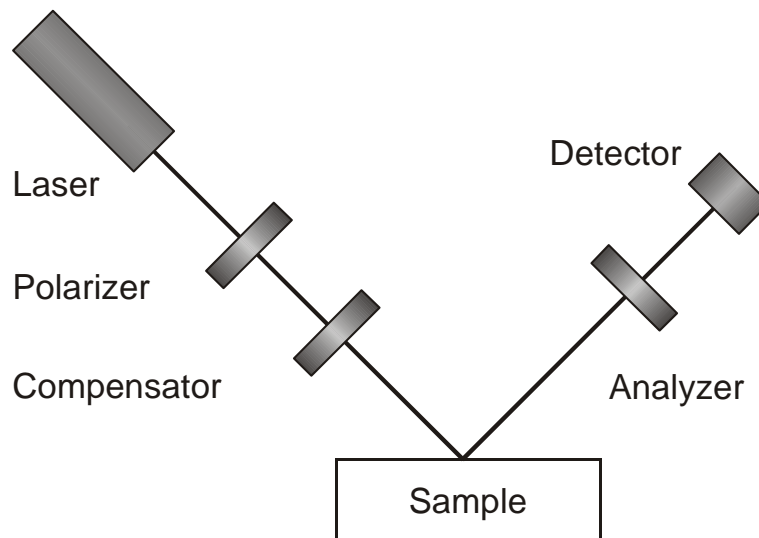 Detector
Laser
Polarizer
Compensator
Analyzer
Sample